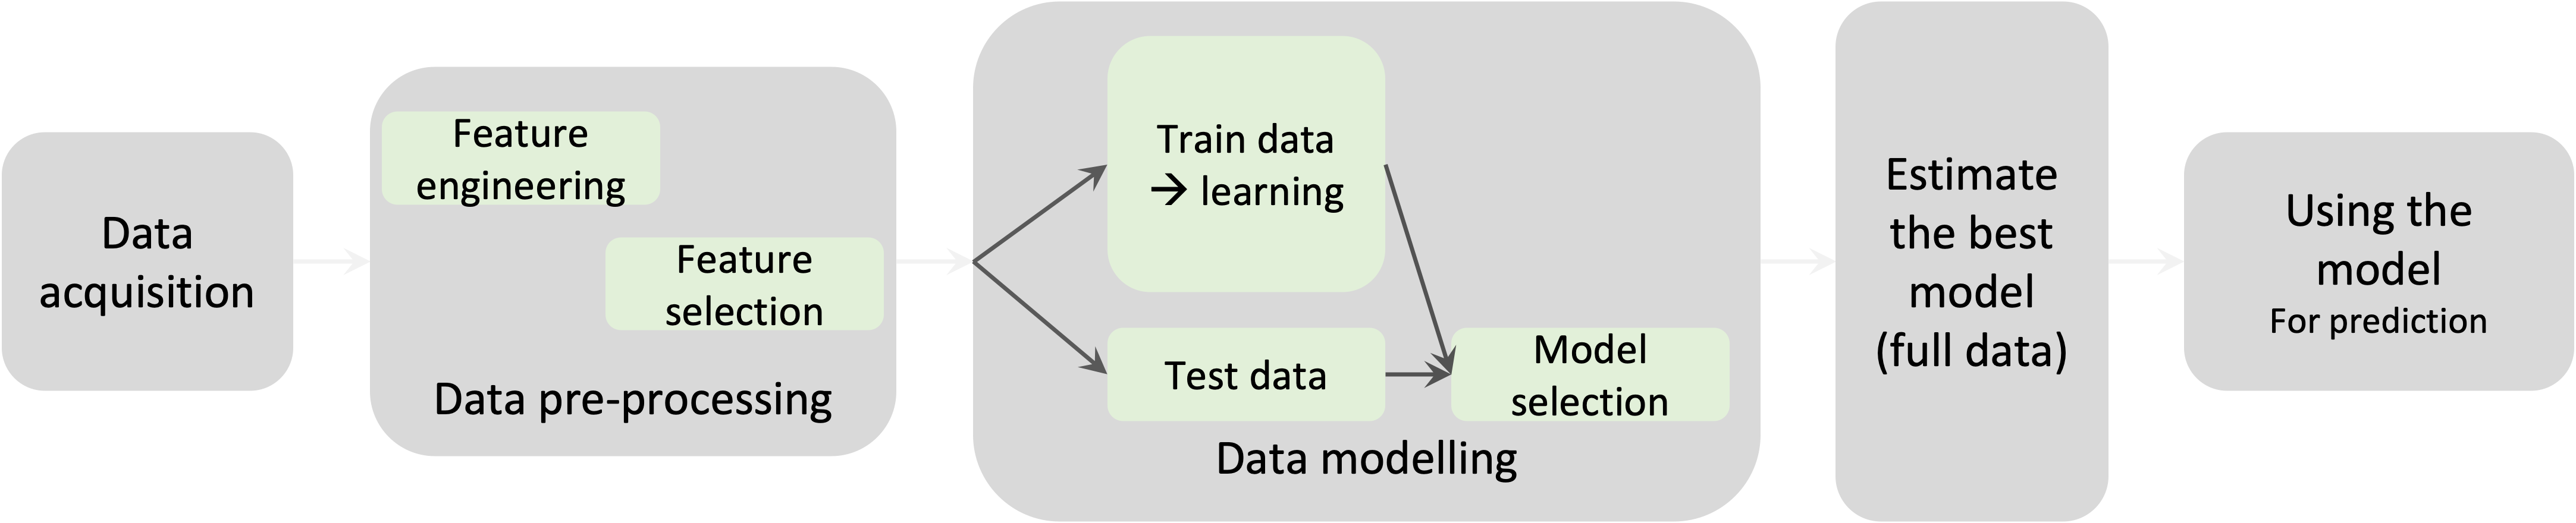 Data
acquisition
Feature
engineering
Feature
selection
Data pre-processing
Train data
→ learning
Test data
Model
selection
Data modelling
Estimate
the best
model
(full data)
Using the
model
For prediction